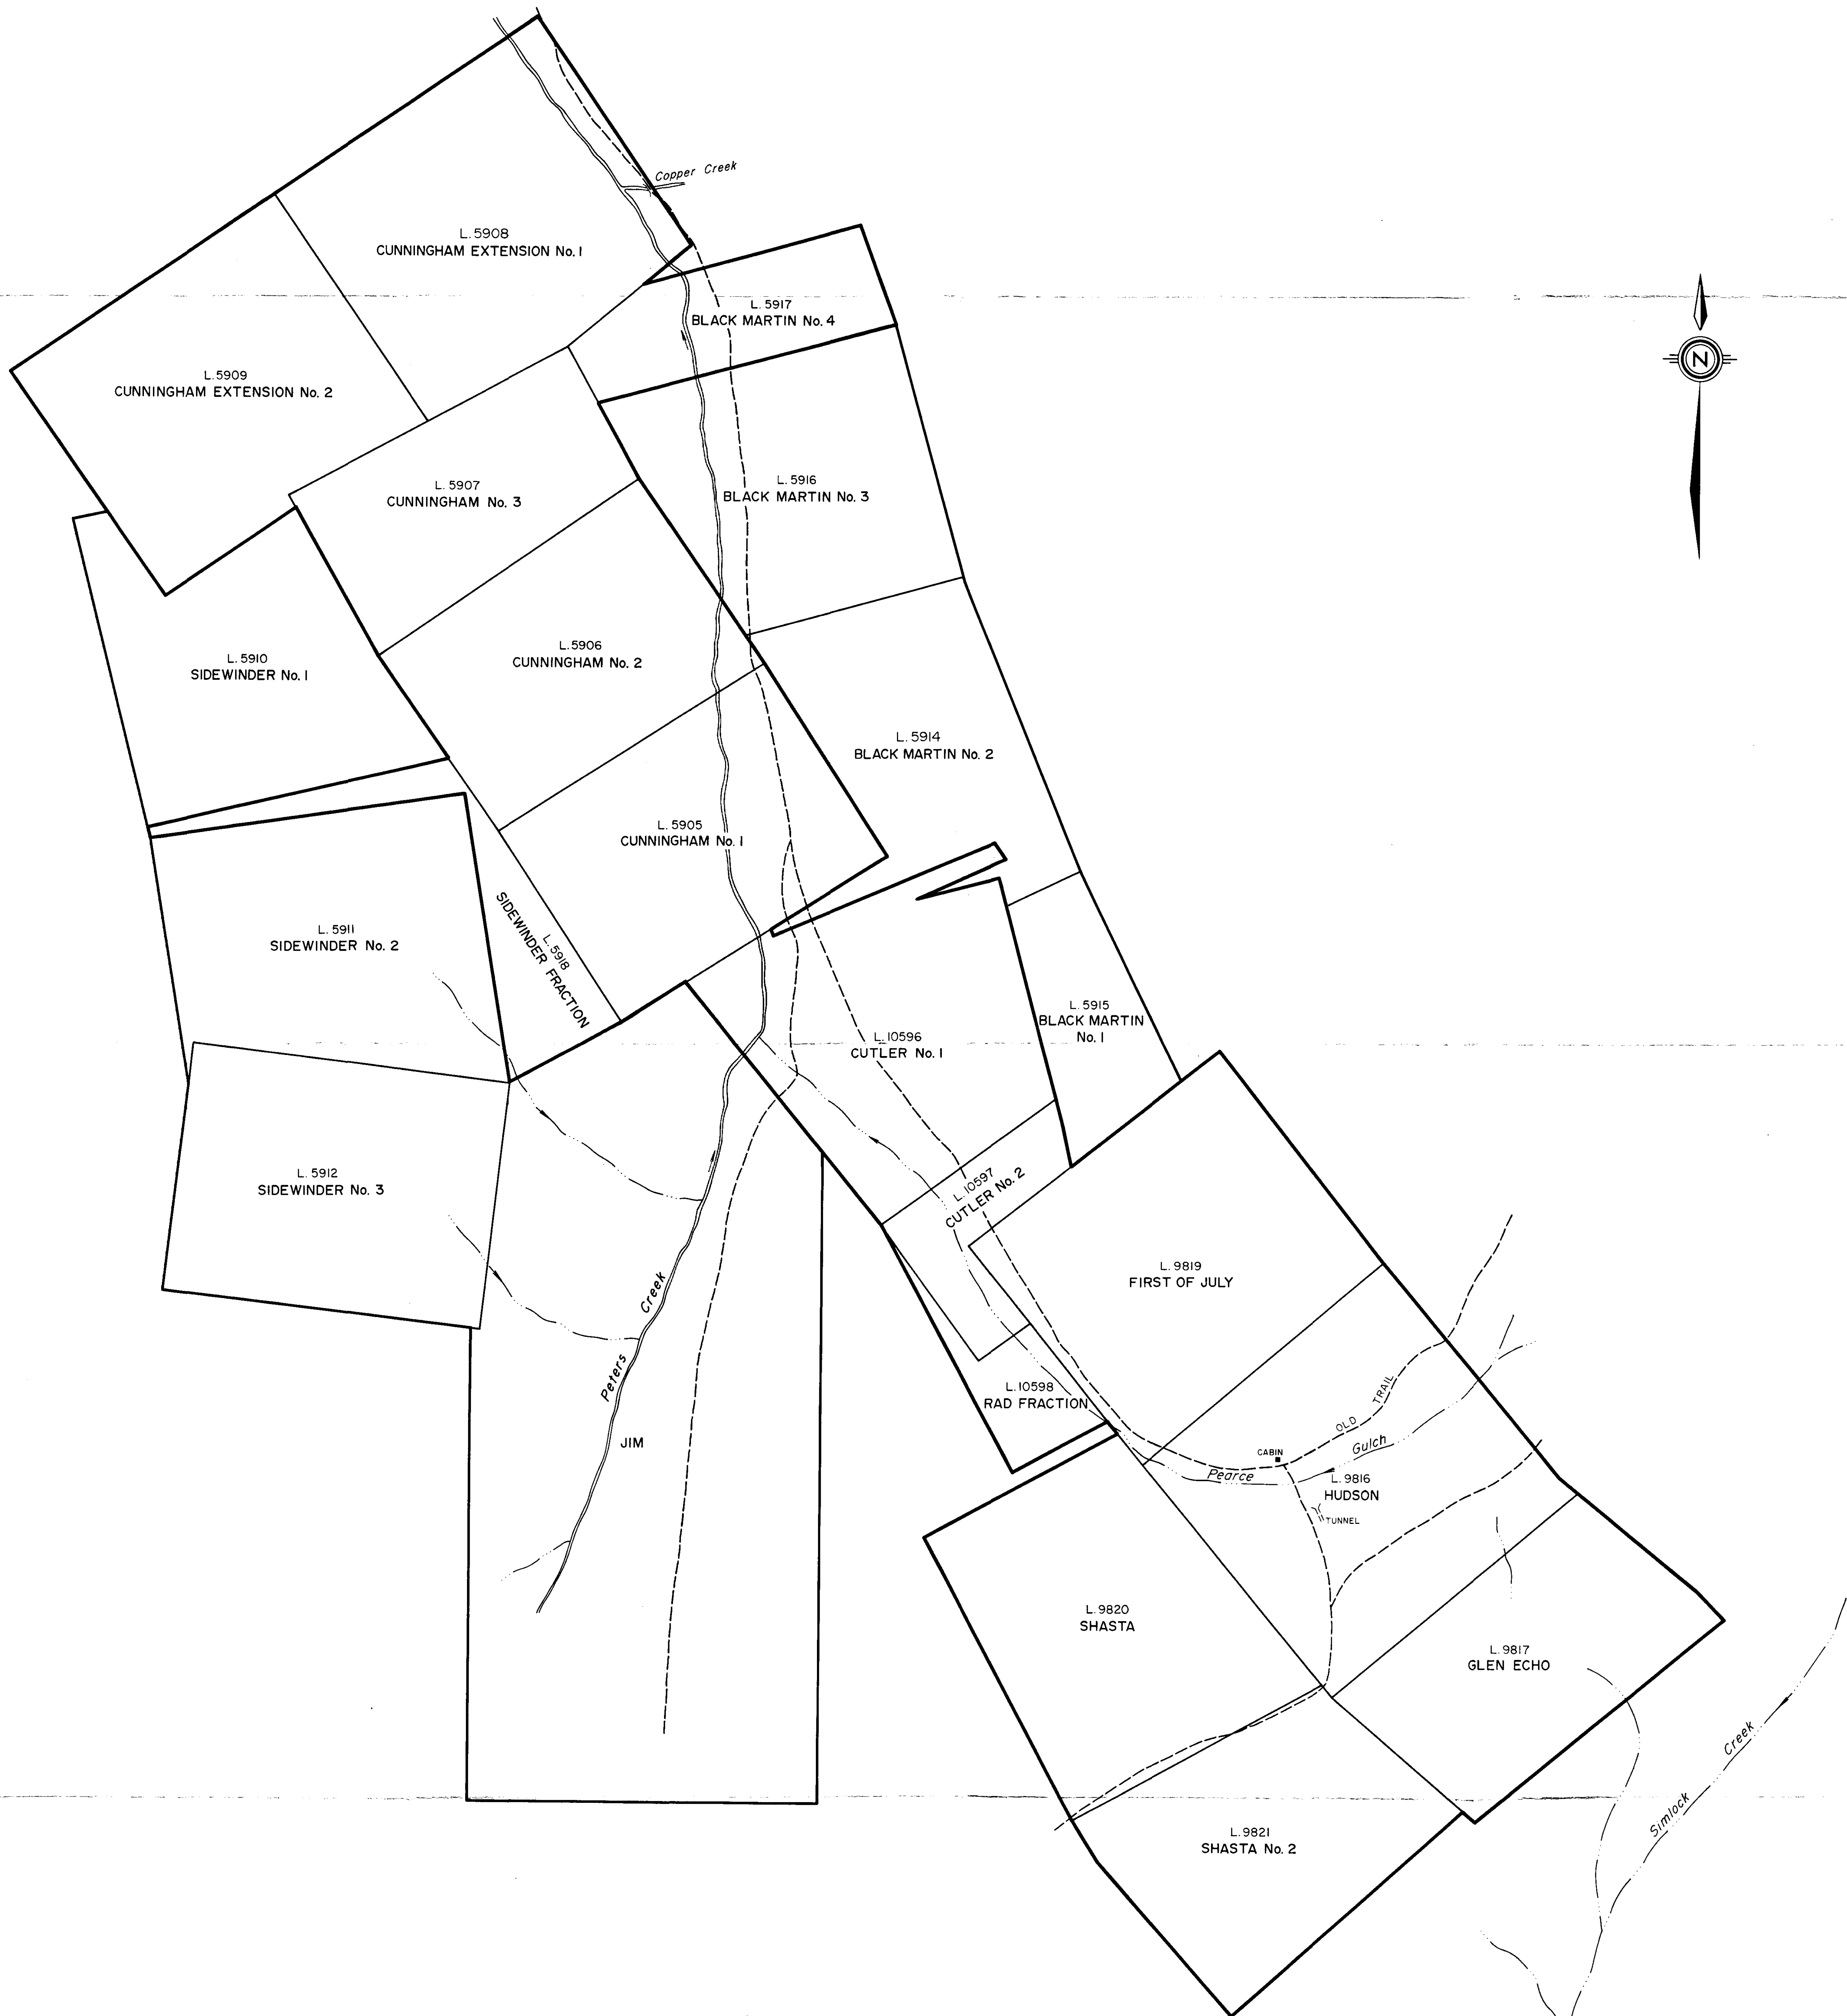 Copper Creek
L. 5908
CUNNINGHAM EXTENSION No. 1
L. 5917
BLACK MARTIN No. 4
N
L. 5909
CUNNINGHAM EXTENSION No. 2
L. 5907
CUNNINGHAM No. 3
L. 5916
BLACK MARTIN No. 3
L. 5910
SIDEWINDER No. 1
L. 5906
CUNNINGHAM No. 2
L. 5914
BLACK MARTIN No. 2
L. 5905
CUNNINGHAM No. 1
L. 5911
SIDEWINDER No. 2
L. 5918
SIDEWINDER FRACTION
L. 5915
BLACK MARTIN
No. 1
L. 10596
CUTLER No. 1
L. 5912
SIDEWINDER No. 3
L. 10597
CUTLER No. 2
L. 9819
FIRST OF JULY
Peters Creek
L. 10598
RAD FRACTION
OLD TRAIL
JIM
CABIN
Gulch
Pearce
L. 9816
HUDSON
TUNNEL
L. 9820
SHASTA
L. 9817
GLEN ECHO
Simlock Creek
L. 9821
SHASTA No. 2